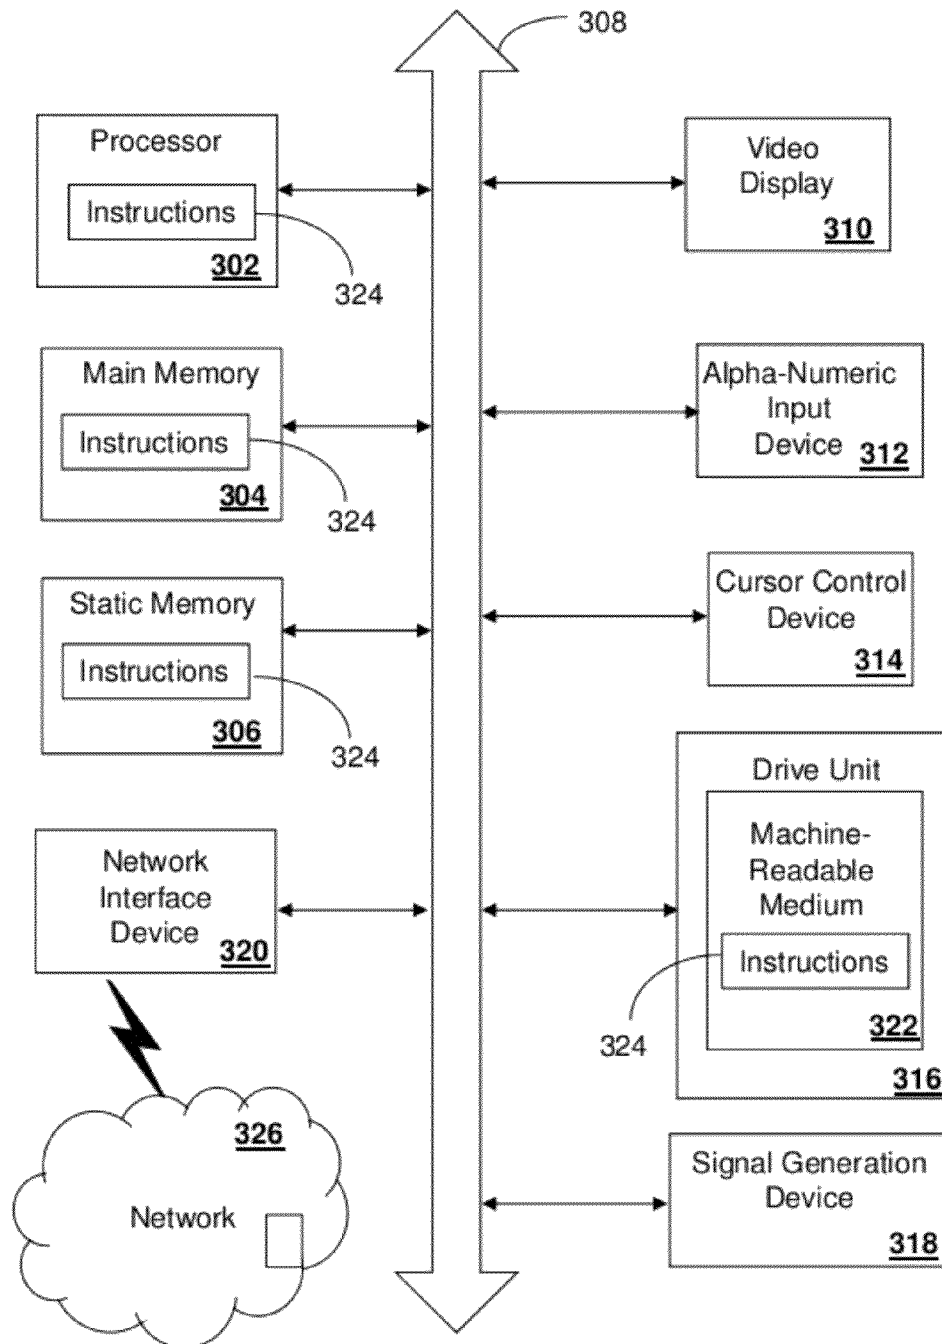 308
Processor
Instructions
302
324
Main Memory
Instructions
304
324
Static Memory
Instructions
306
324
Network
Interface
Device
320
326
Network
Video
Display
310
Alpha-Numeric
Input
Device
312
Cursor Control
Device
314
Drive Unit
Machine-
Readable
Medium
Instructions
322
324
316
Signal Generation
Device
318